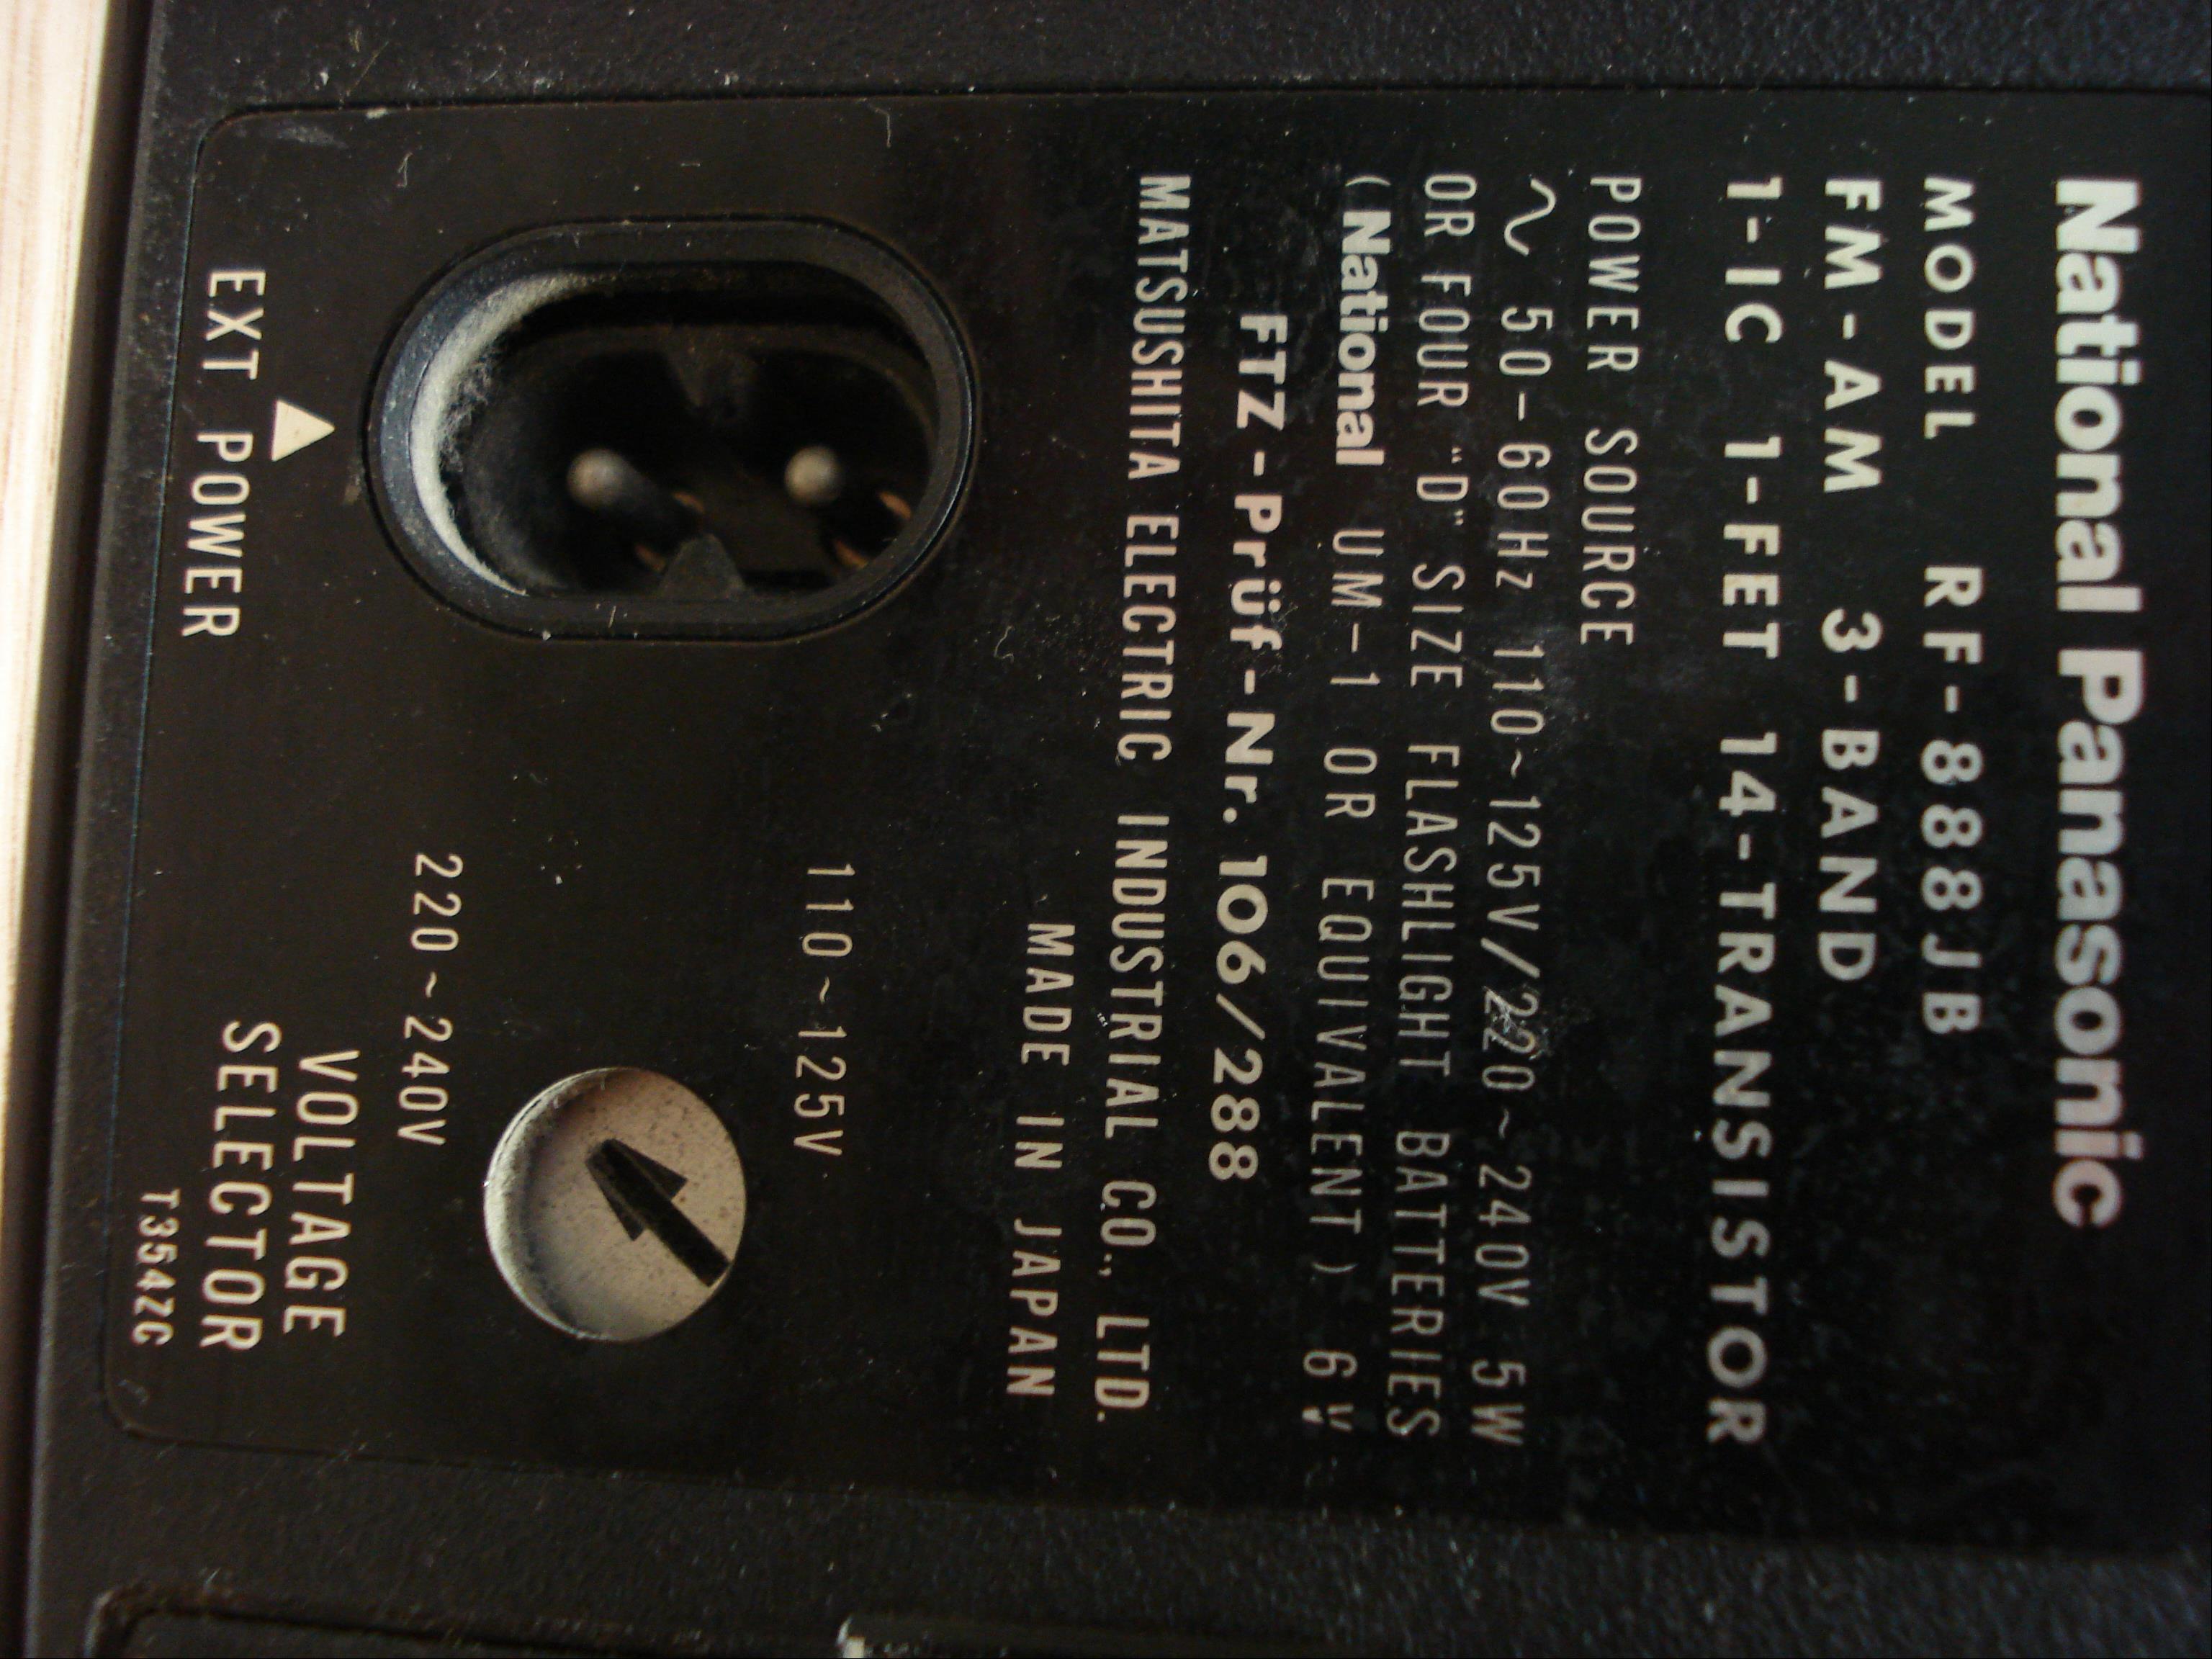 National Panasonic
MODEL RF-888JB
FM-AM 3-BAND
1-IC 1-FET 14-TRANSISTOR
POWER SOURCE
∿ 50-60Hz 110~125V/220~240V 5W
OR FOUR "D" SIZE FLASHLIGHT BATTERIES
(National UM-1 OR EQUIVALENT) 6V
FTZ-Prüf-Nr. 106/288
MATSUSHITA ELECTRIC INDUSTRIAL CO., LTD.
MADE IN JAPAN
110~125V
220~240V
EXT POWER
VOLTAGE
SELECTOR
T354ZC